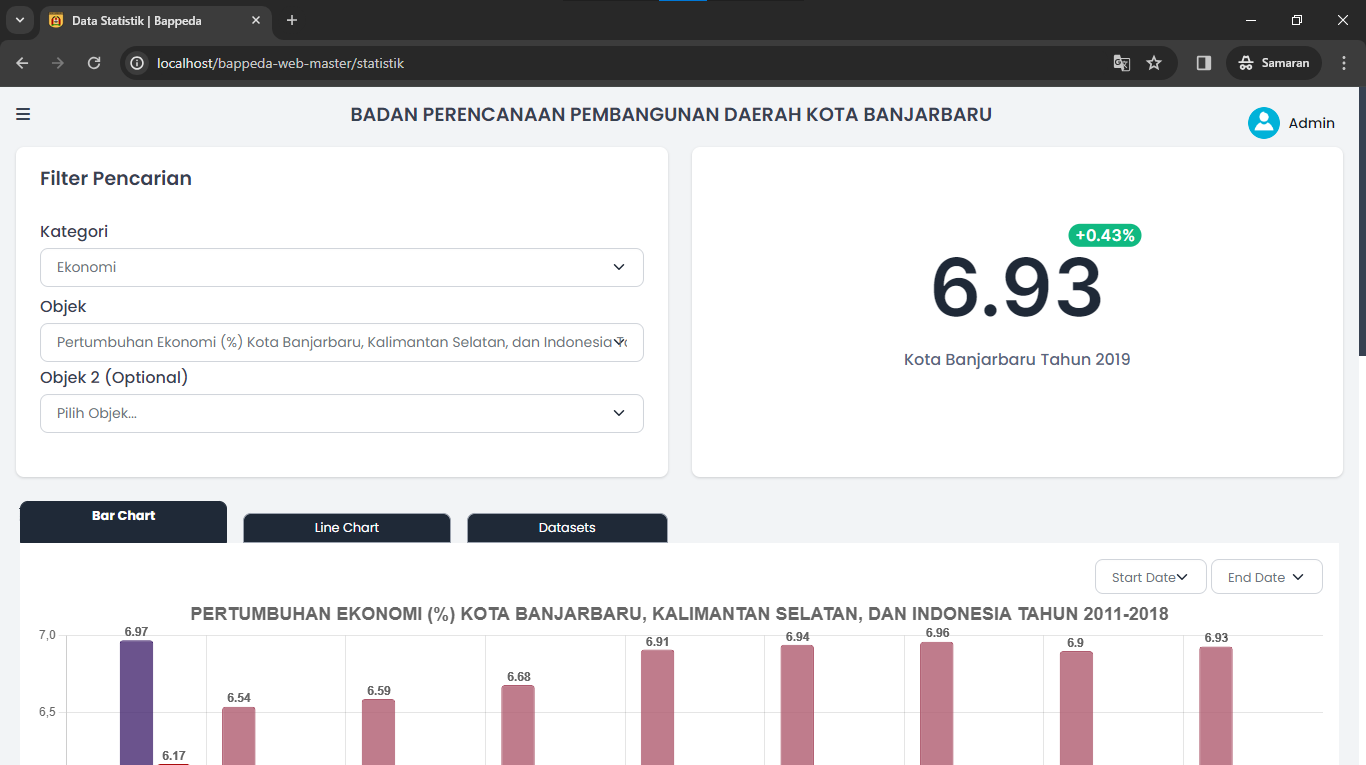 Data Statistik | Bappeda
localhost/bappeda-web-master/statistik
Samaran
BADAN PERENCANAAN PEMBANGUNAN DAERAH KOTA BANJARBARU
Admin
Filter Pencarian
Kategori
Ekonomi
Objek
Pertumbuhan Ekonomi (%) Kota Banjarbaru, Kalimantan Selatan, dan Indonesia
Objek 2 (Optional)
Pilih Objek...
+0.43%
6.93
Kota Banjarbaru Tahun 2019
Bar Chart
Line Chart
Datasets
Start Date
End Date
PERTUMBUHAN EKONOMI (%) KOTA BANJARBARU, KALIMANTAN SELATAN, DAN INDONESIA TAHUN 2011-2018
7,0
6.97
6.54
6.59
6.68
6.91
6.94
6.96
6.9
6.93
6,5
6.17